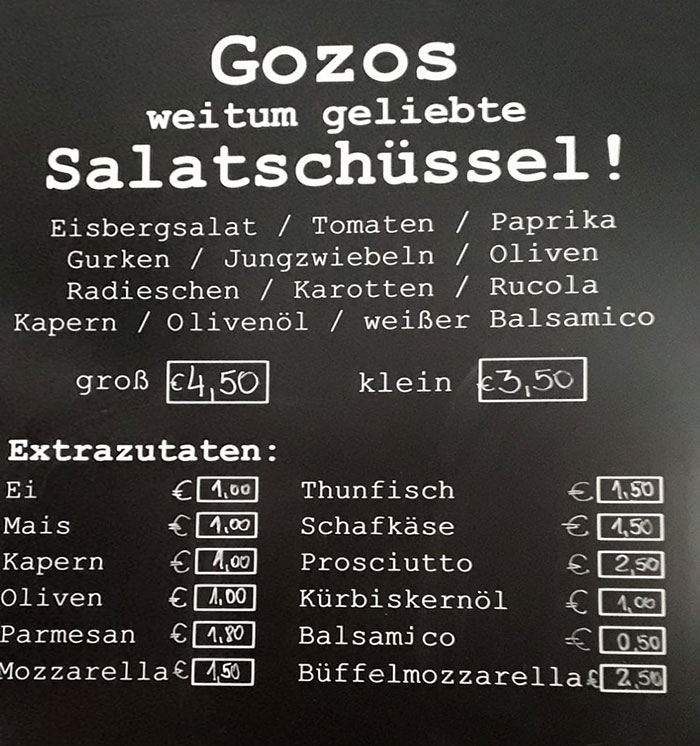 Gozos
weitum geliebte
Salatschüssel!
Eisbergsalat / Tomaten / Paprika
Gurken / Jungzwiebeln / Oliven
Radieschen / Karotten / Rucola
Kapern / Olivenöl / weißer Balsamico
groß €4,50 klein €3,50
Extrazutaten:
Ei € 1,00 Thunfisch € 1,50
Mais € 1,00 Schafkäse € 1,50
Kapern € 1,00 Prosciutto € 2,50
Oliven € 1,00 Kürbiskernöl € 1,00
Parmesan € 1,80 Balsamico € 0,50
Mozzarella € 1,50 Büffelmozzarella € 2,50